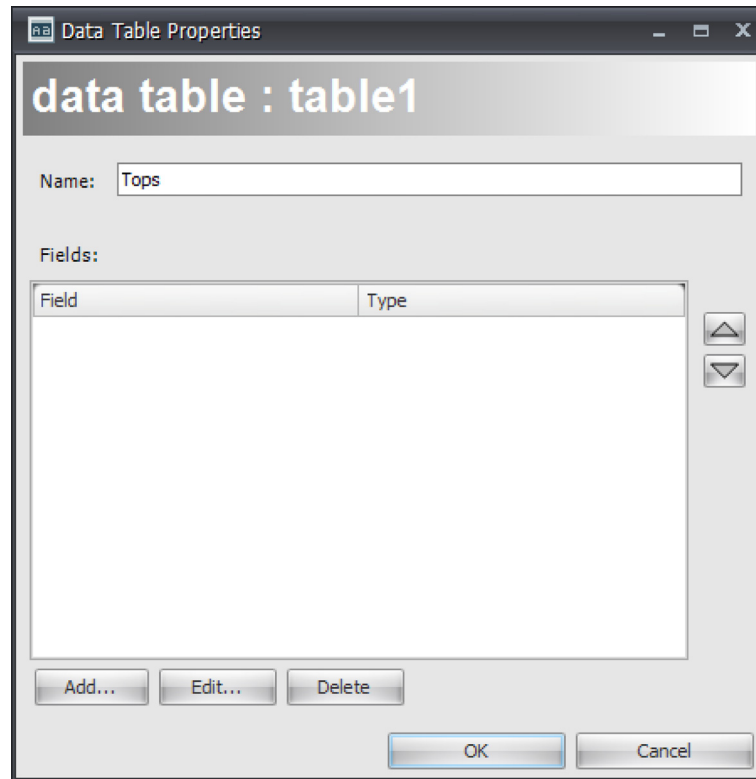 Data Table Properties
data table : table1
Name: Tops
Fields:
Field Type
Add... Edit... Delete
OK Cancel